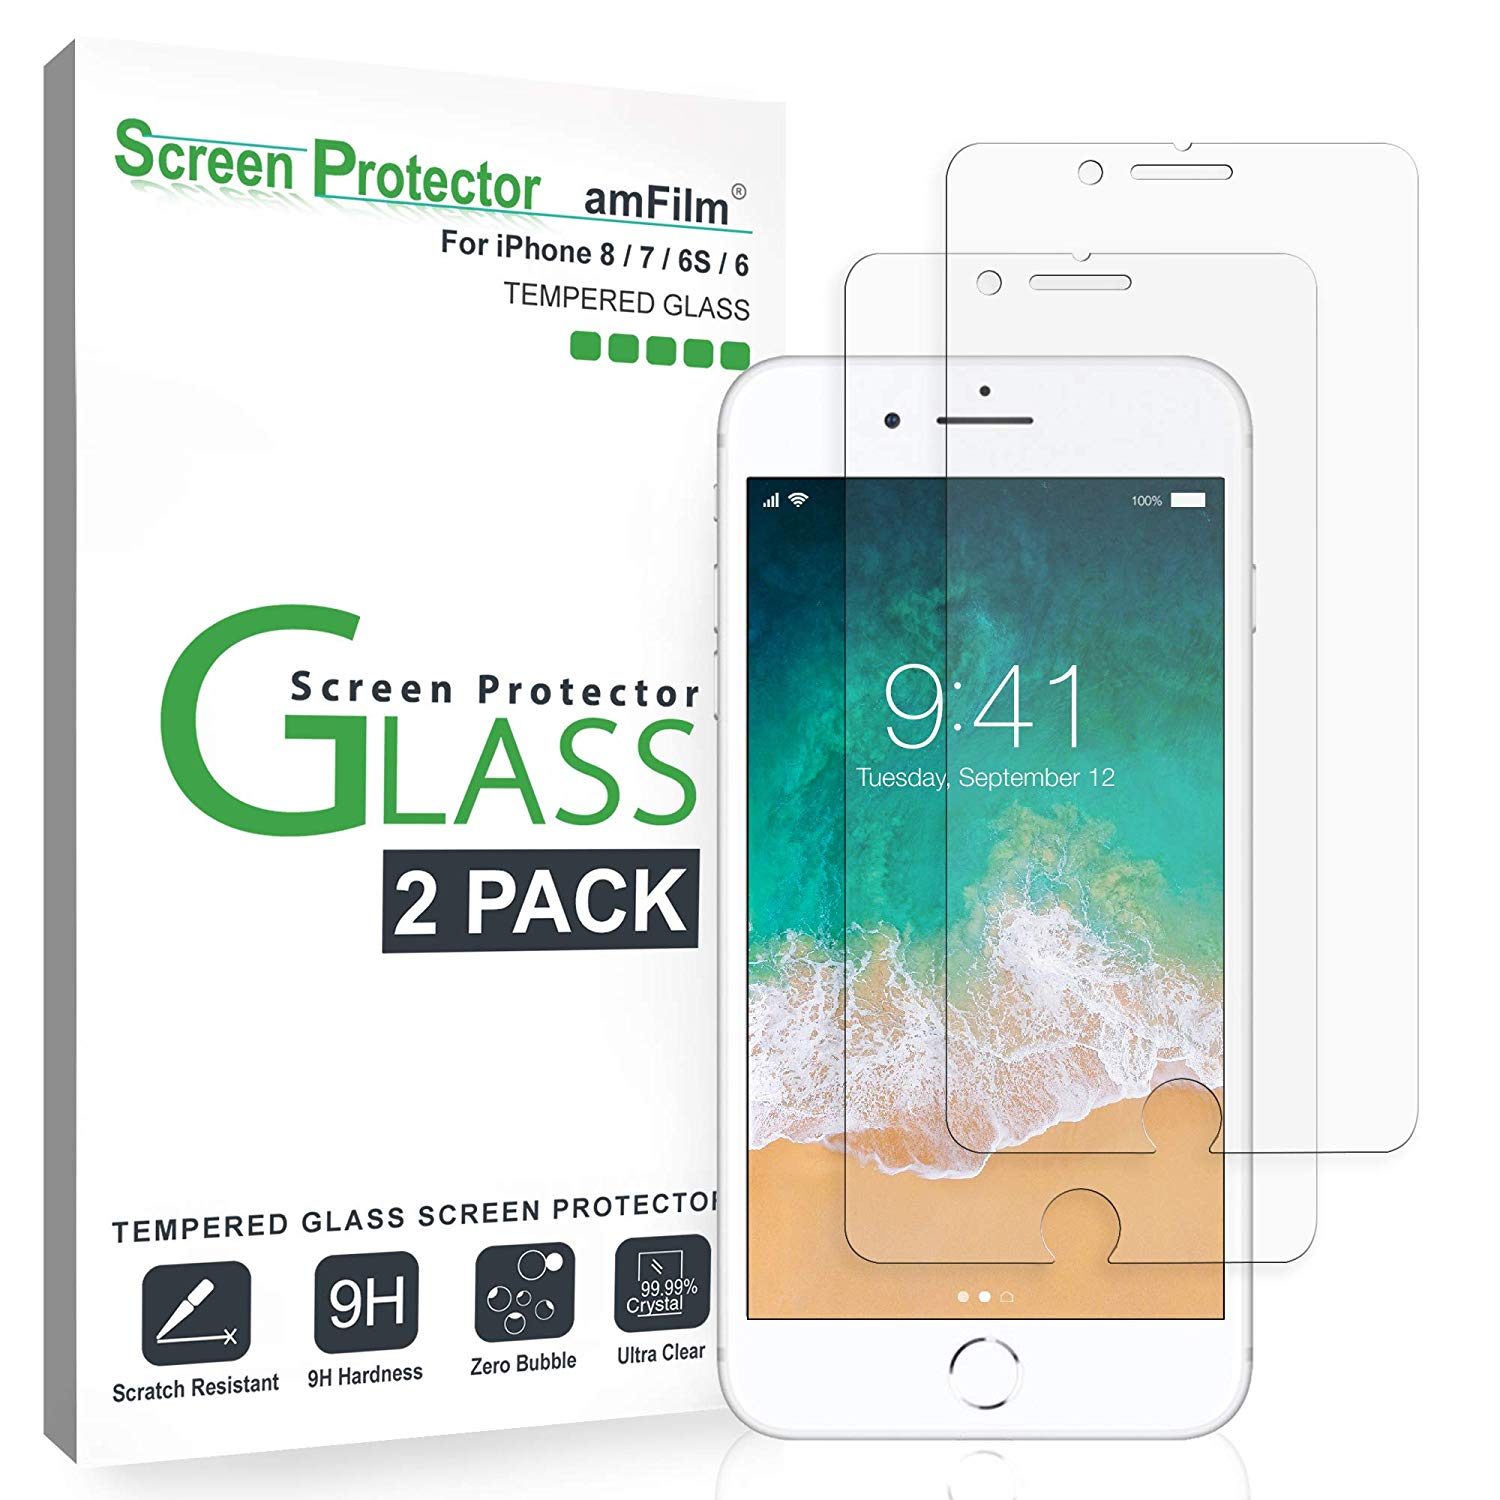 Screen Protector amFilm®
For iPhone 8 / 7 / 6S / 6
TEMPERED GLASS
Screen Protector
GLASS
2 PACK
TEMPERED GLASS SCREEN PROTECTOR
9H
99.99%
Crystal
Scratch Resistant
9H Hardness
Zero Bubble
Ultra Clear
100%
9:41
Tuesday, September 12